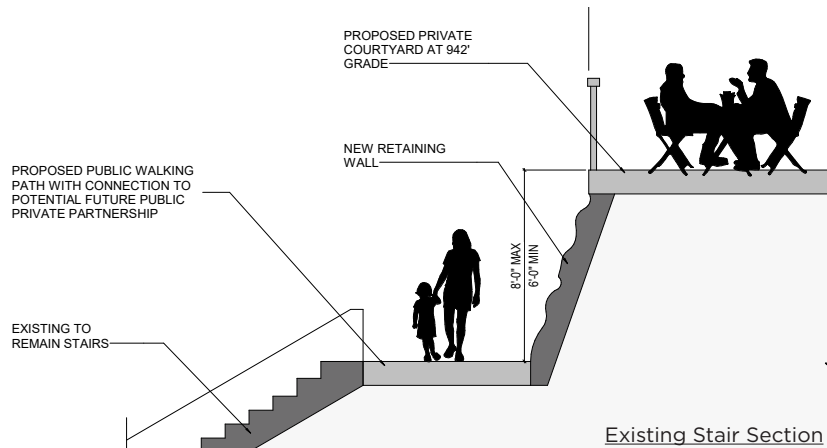 PROPOSED PRIVATE
COURTYARD AT 942'
GRADE
NEW RETAINING
WALL
PROPOSED PUBLIC WALKING
PATH WITH CONNECTION TO
POTENTIAL FUTURE PUBLIC
PRIVATE PARTNERSHIP
8'-0" MAX
6'-0" MIN
EXISTING TO
REMAIN STAIRS
Existing Stair Section